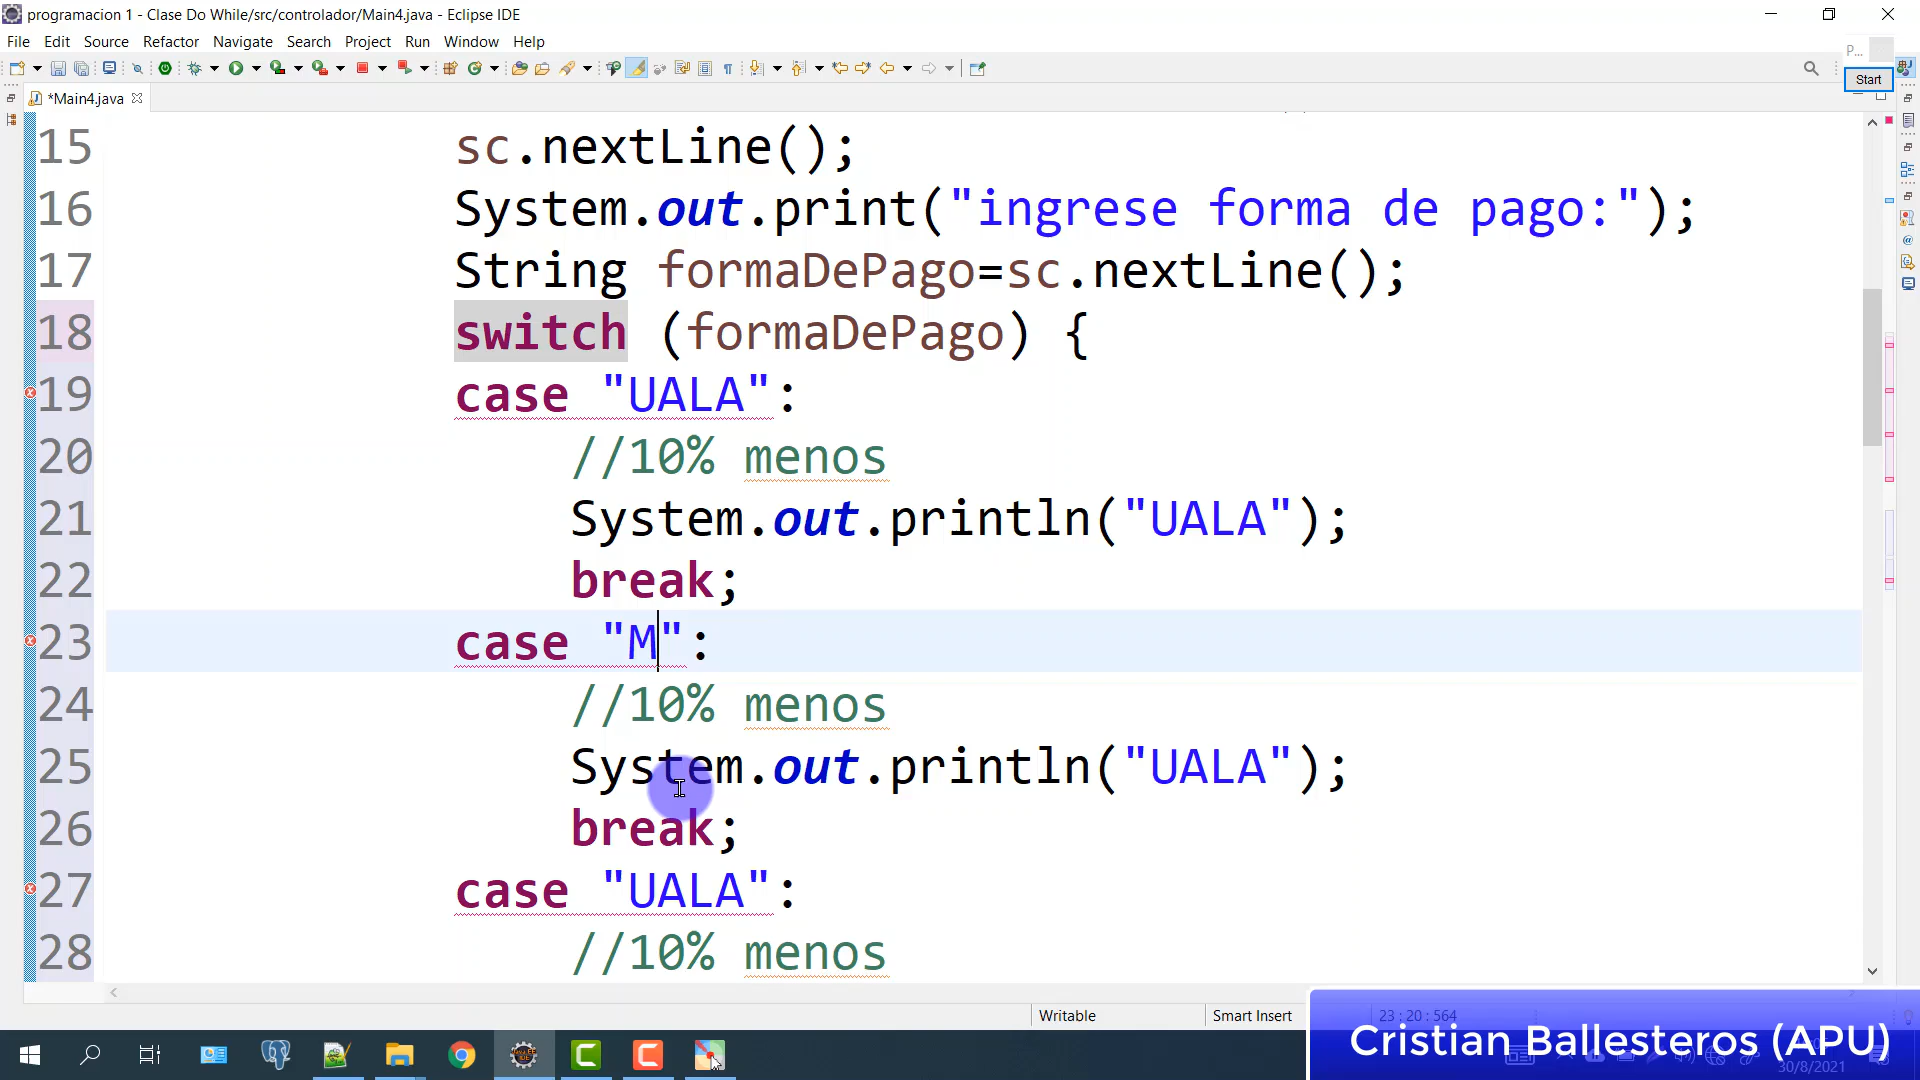 programacion 1 - Clase Do While/src/controlador/Main4.java - Eclipse IDE
File Edit Source Refactor Navigate Search Project Run Window Help
P...
Start
*Main4.java
15 sc.nextLine();
16 System.out.print("ingrese forma de pago:");
17 String formaDePago=sc.nextLine();
18 switch (formaDePago) {
19 case "UALA":
20 //10% menos
21 System.out.println("UALA");
22 break;
23 case "M":
24 //10% menos
25 System.out.println("UALA");
26 break;
27 case "UALA":
28 //10% menos
Writable Smart Insert 23 : 20 : 564
Cristian Ballesteros (APU)
30/8/2021